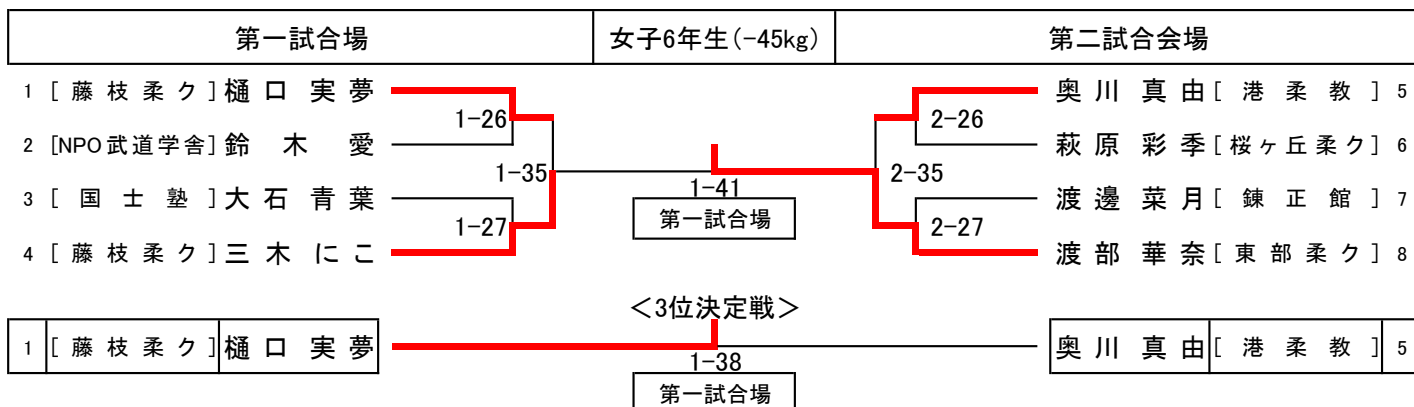 第一試合場 女子6年生(-45kg) 第二試合会場
1 [藤枝柔ク] 樋口実夢 奥川真由 [港柔教] 5
1-26 2-26
2 [NPO武道学舎] 鈴木愛 萩原彩季 [桜ヶ丘柔ク] 6
1-35 2-35
1-41
3 [国士塾] 大石青葉 渡邊菜月 [錬正館] 7
第一試合場
1-27 2-27
4 [藤枝柔ク] 三木にこ 渡部華奈 [東部柔ク] 8
<3位決定戦>
1 [藤枝柔ク] 樋口実夢 奥川真由 [港柔教] 5
1-38
第一試合場